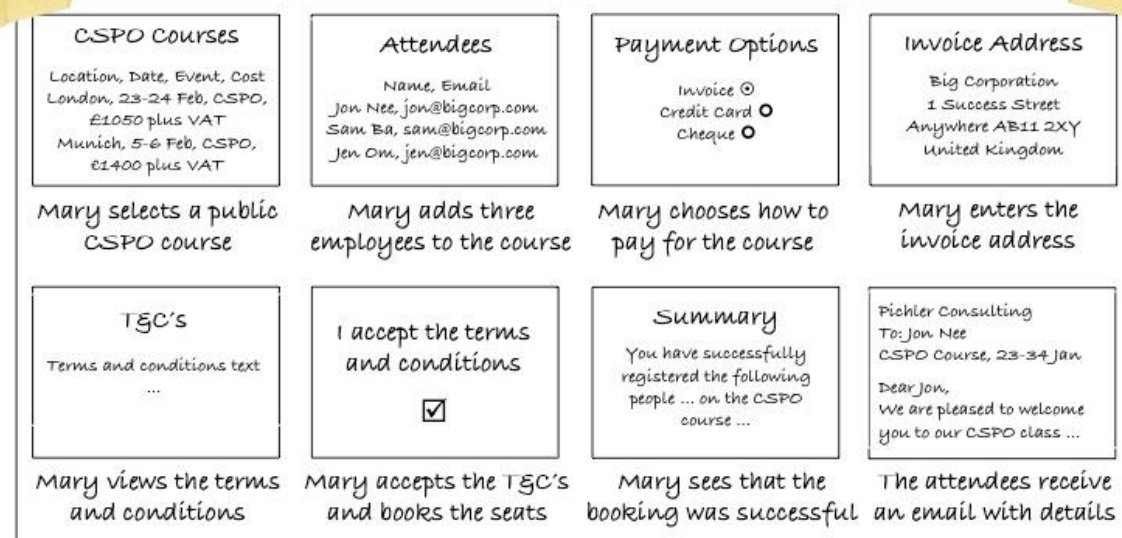 CSPO Courses
Location, Date, Event, Cost
London, 23-24 Feb, CSPO,
£1050 plus VAT
Munich, 5-6 Feb, CSPO,
€1400 plus VAT
Mary selects a public
CSPO course
Attendees
Name, Email
Jon Nee, jon@bigcorp.com
Sam Ba, sam@bigcorp.com
Jen Om, jen@bigcorp.com
Mary adds three
employees to the course
Payment Options
Invoice
Credit Card
Cheque
Mary chooses how to
pay for the course
Invoice Address
Big Corporation
1 Success Street
Anywhere AB11 2XY
United Kingdom
Mary enters the
invoice address
T&C's
Terms and conditions text
...
Mary views the terms
and conditions
I accept the terms
and conditions
Mary accepts the T&C's
and books the seats
Summary
You have successfully
registered the following
people ... on the CSPO
course ...
Mary sees that the
booking was successful
Pichler Consulting
To: Jon Nee
CSPO Course, 23-34 Jan
Dear Jon,
We are pleased to welcome
you to our CSPO class ...
The attendees receive
an email with details